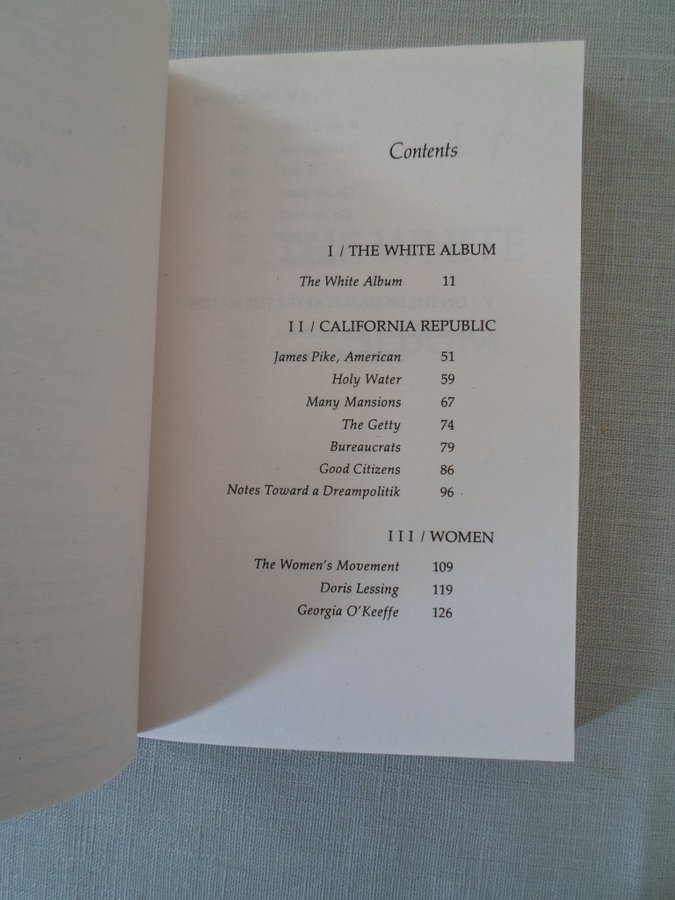 Contents
I / THE WHITE ALBUM
The White Album 11
II / CALIFORNIA REPUBLIC
James Pike, American 51
Holy Water 59
Many Mansions 67
The Getty 74
Bureaucrats 79
Good Citizens 86
Notes Toward a Dreampolitik 96
III / WOMEN
The Women's Movement 109
Doris Lessing 119
Georgia O'Keeffe 126